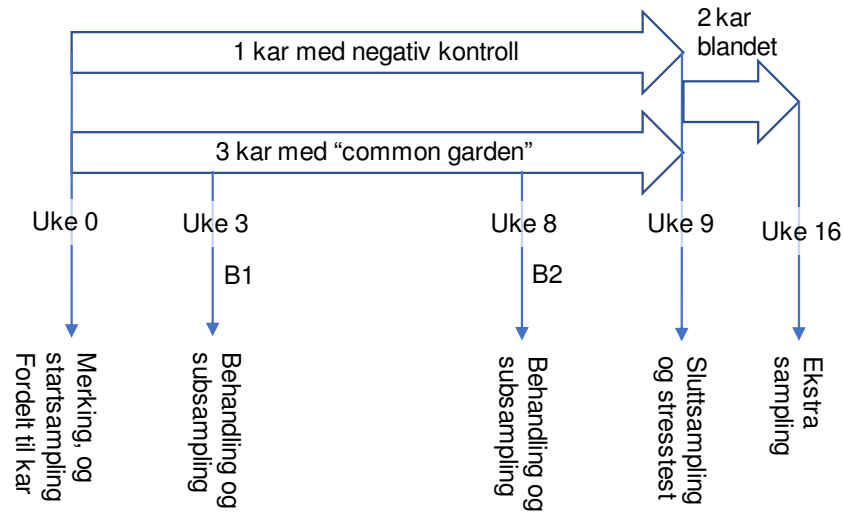 2 kar
blandet
1 kar med negativ kontroll
3 kar med “common garden”
Uke 0
Uke 3
Uke 8
Uke 9
Uke 16
B1
B2
Merking, og
startsampling
Fordelt til kar
Behandling og
subsampling
Behandling og
subsampling
Sluttsampling
og stresstest
Ekstra
sampling